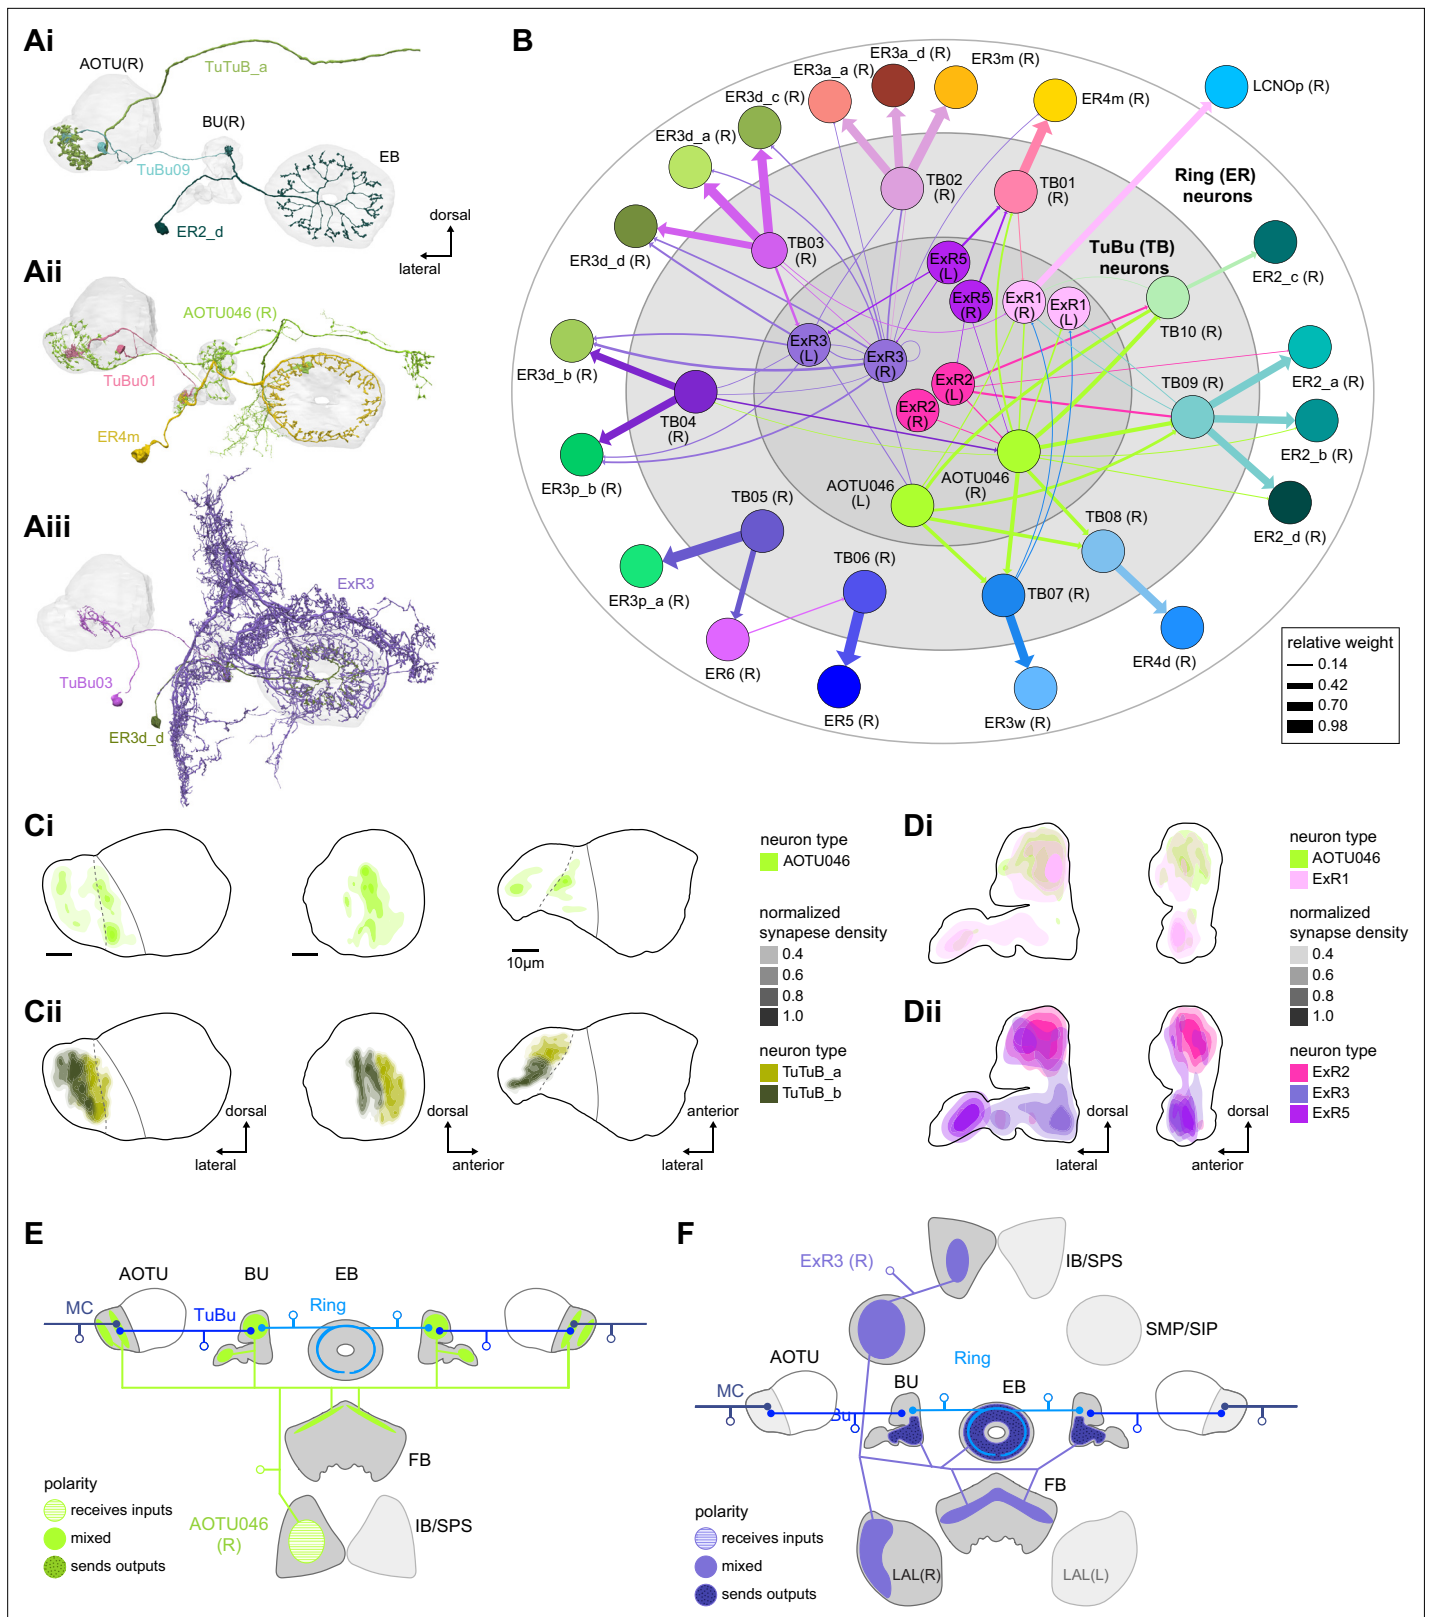 Ai
AOTU(R)
TuTuB_a
BU(R)
EB
TuBu09
ER2_d
dorsal
lateral
Aii
AOTU046 (R)
TuBu01
ER4m
Aiii
ExR3
TuBu03
ER3d_d
B
ER3a_d (R)
ER3m (R)
ER3a_a (R)
ER4m (R)
LCNOp (R)
ER3d_c (R)
ER3d_a (R)
Ring (ER)
neurons
TB02
(R)
TB01
(R)
TuBu (TB)
neurons
TB03
(R)
ER3d_d (R)
ExR5
(L)
ExR5
(R)
ExR1
(R)
ExR1
(L)
ER2_c (R)
TB10 (R)
ExR3
(L)
ExR3
(R)
ER3d_b (R)
ExR2
(L)
ExR2
(R)
TB09 (R)
ER2_a (R)
TB04
(R)
ER2_b (R)
ER3p_b (R)
AOTU046
(L)
AOTU046
(R)
TB05 (R)
TB08 (R)
ER2_d (R)
TB06 (R)
ER3p_a (R)
TB07 (R)
ER6 (R)
ER4d (R)
ER5 (R)
ER3w (R)
relative weight
0.14
0.42
0.70
0.98
Ci
10μm
neuron type
AOTU046
normalized
synapese density
0.4
0.6
0.8
1.0
Cii
neuron type
TuTuB_a
TuTuB_b
dorsal
lateral
dorsal
anterior
anterior
lateral
Di
neuron type
AOTU046
ExR1
normalized
synapese density
0.4
0.6
0.8
1.0
Dii
neuron type
ExR2
ExR3
ExR5
dorsal
lateral
dorsal
anterior
E
AOTU
BU
EB
MC
TuBu
Ring
FB
polarity
receives inputs
mixed
sends outputs
AOTU046
(R)
IB/SPS
F
ExR3 (R)
IB/SPS
SMP/SIP
AOTU
Ring
MC
BU
EB
Bu
FB
polarity
receives inputs
mixed
sends outputs
LAL(R)
LAL(L)